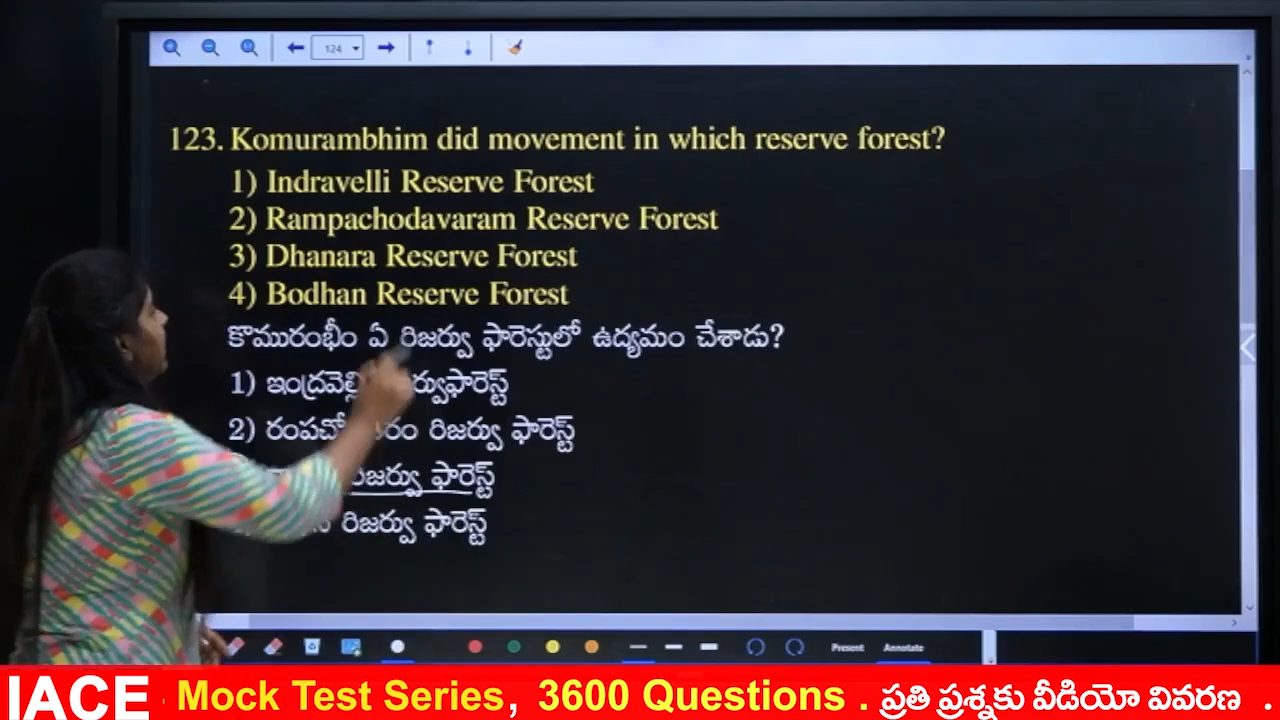 124
123. Komurambhim did movement in which reserve forest?
1) Indravelli Reserve Forest
2) Rampachodavaram Reserve Forest
3) Dhanara Reserve Forest
4) Bodhan Reserve Forest
కొమురంభీం ఏ రిజర్వు ఫారెస్టులో ఉద్యమం చేశాడు?
1)
2) రిజర్వు ఫారెస్ట్
రిజర్వు ఫారెస్ట్
రిజర్వు ఫారెస్ట్
Present Annotate
IACE Mock Test Series, 3600 Questions . ప్రతి ప్రశ్నకు వీడియో వివరణ .